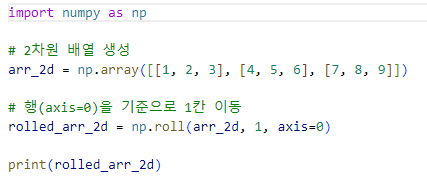 import numpy as np
# 2차원 배열 생성
arr_2d = np.array([[1, 2, 3], [4, 5, 6], [7, 8, 9]])
# 행(axis=0)을 기준으로 1칸 이동
rolled_arr_2d = np.roll(arr_2d, 1, axis=0)
print(rolled_arr_2d)